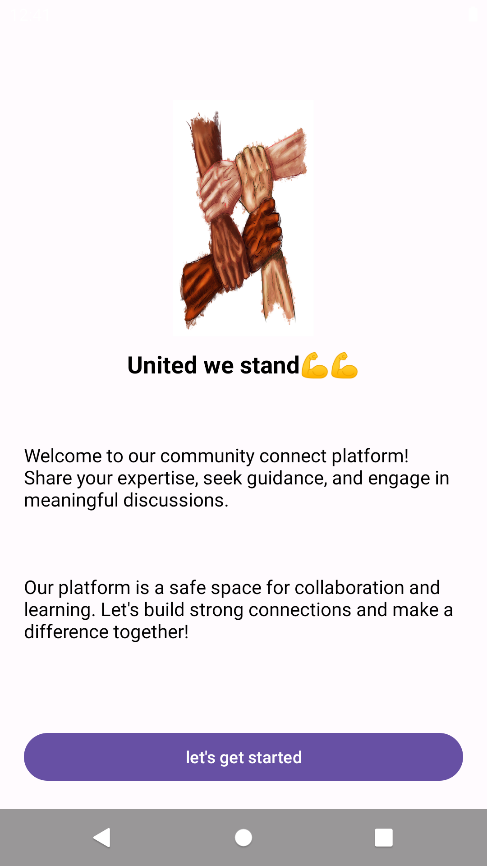 United we stand💪💪
Welcome to our community connect platform!
Share your expertise, seek guidance, and engage in
meaningful discussions.
Our platform is a safe space for collaboration and
learning. Let's build strong connections and make a
difference together!
let's get started